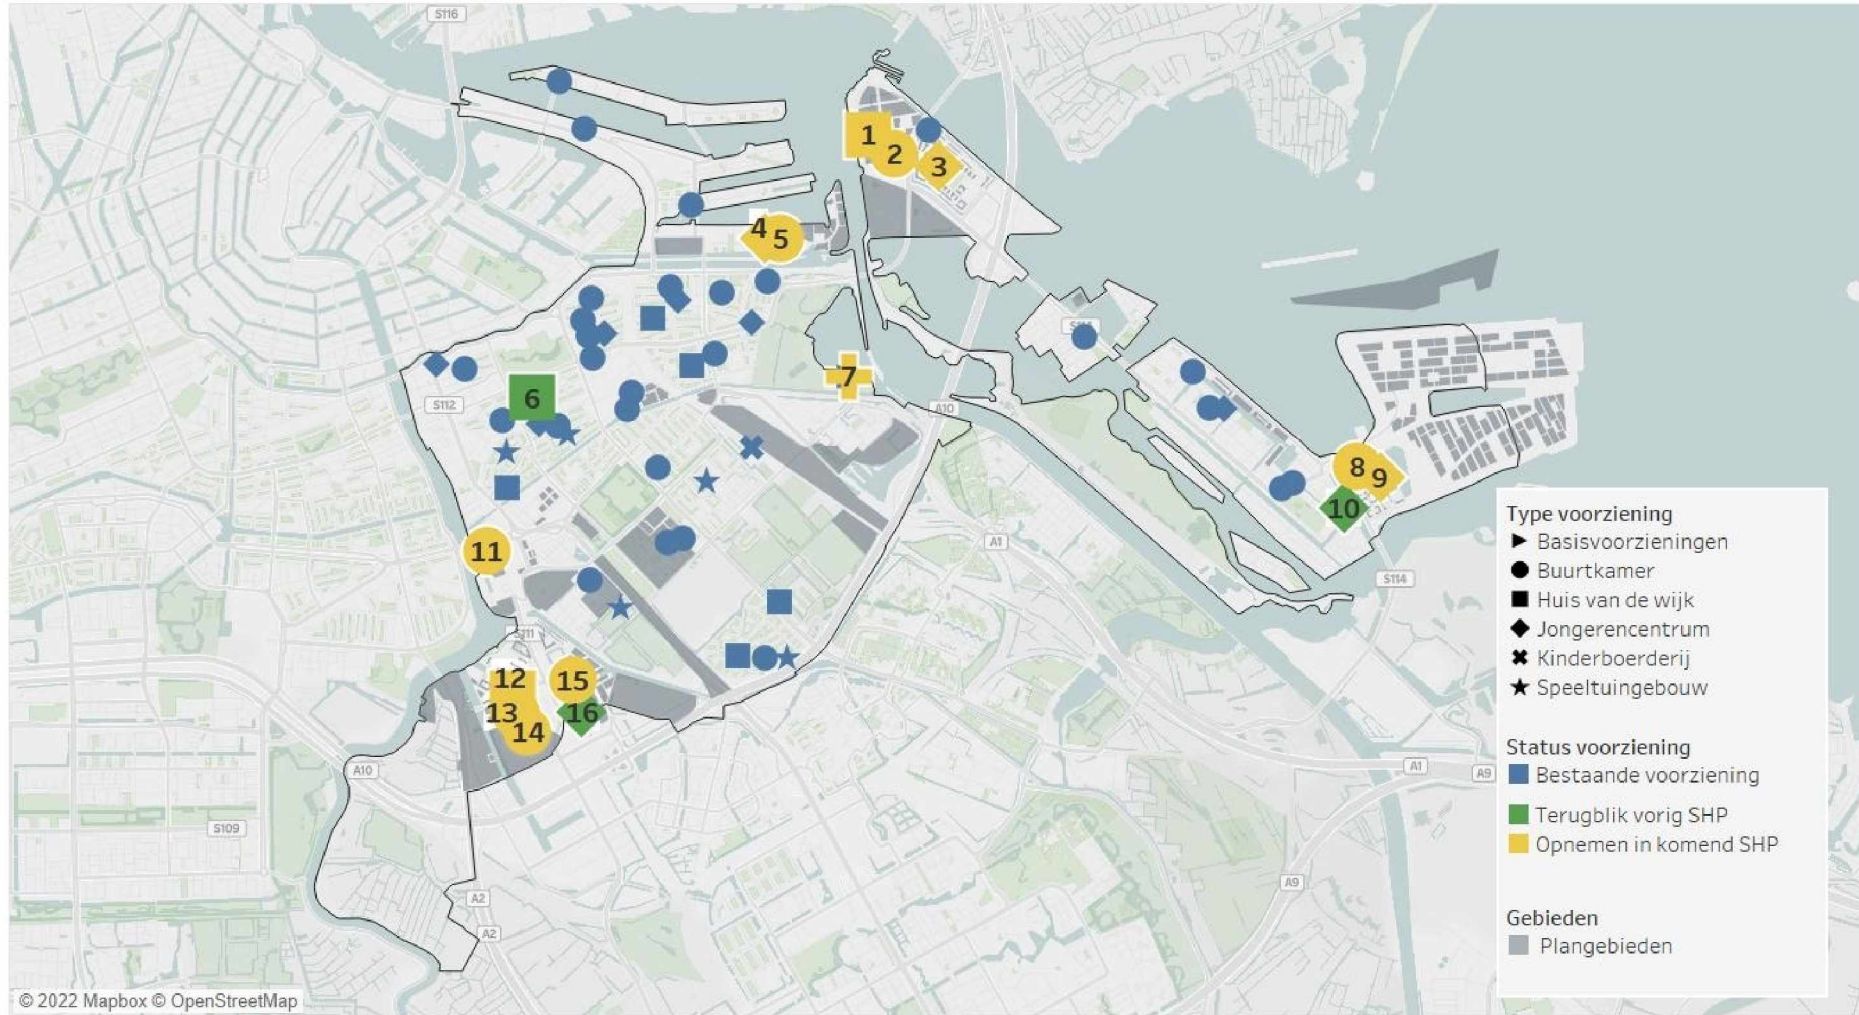 S116
1
2
3
4
5
S114
7
A10
S112
6
8
9
10
11
A1
S114
S111
12
15
13
16
14
A10
A1
A9
S109
A9
A2
A2
Type voorziening
Basisvoorzieningen
Buurtkamer
Huis van de wijk
Jongerencentrum
Kinderboerderij
Speeltuingebouw
Status voorziening
Bestaande voorziening
Terugblik vorig SHP
Opnemen in komend SHP
Gebieden
Plangebieden
© 2022 Mapbox © OpenStreetMap